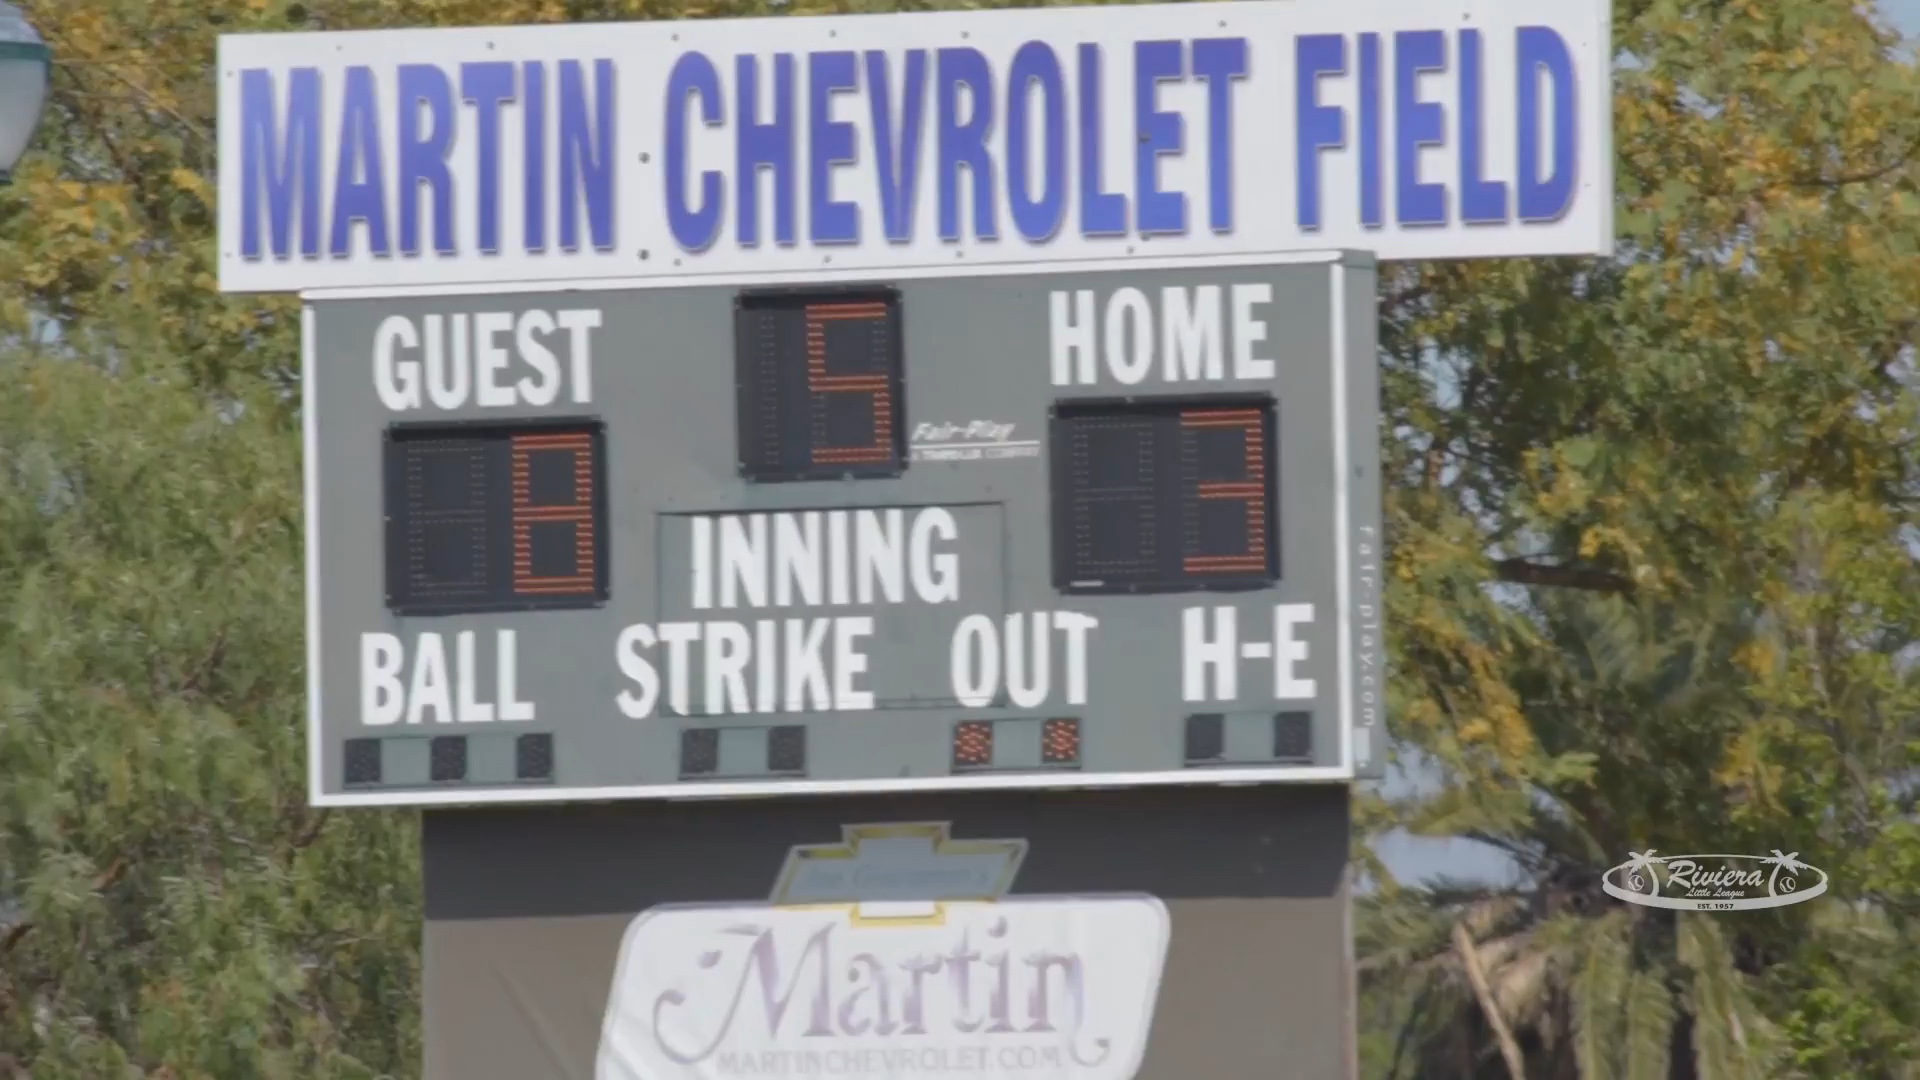 MARTIN CHEVROLET FIELD
GUEST 5 HOME
Fair-Play
8 3
INNING
BALL STRIKE OUT H-E
fair-play.com
Martin
MARTINCHEVROLET.COM
Riviera
Little League
EST. 1957